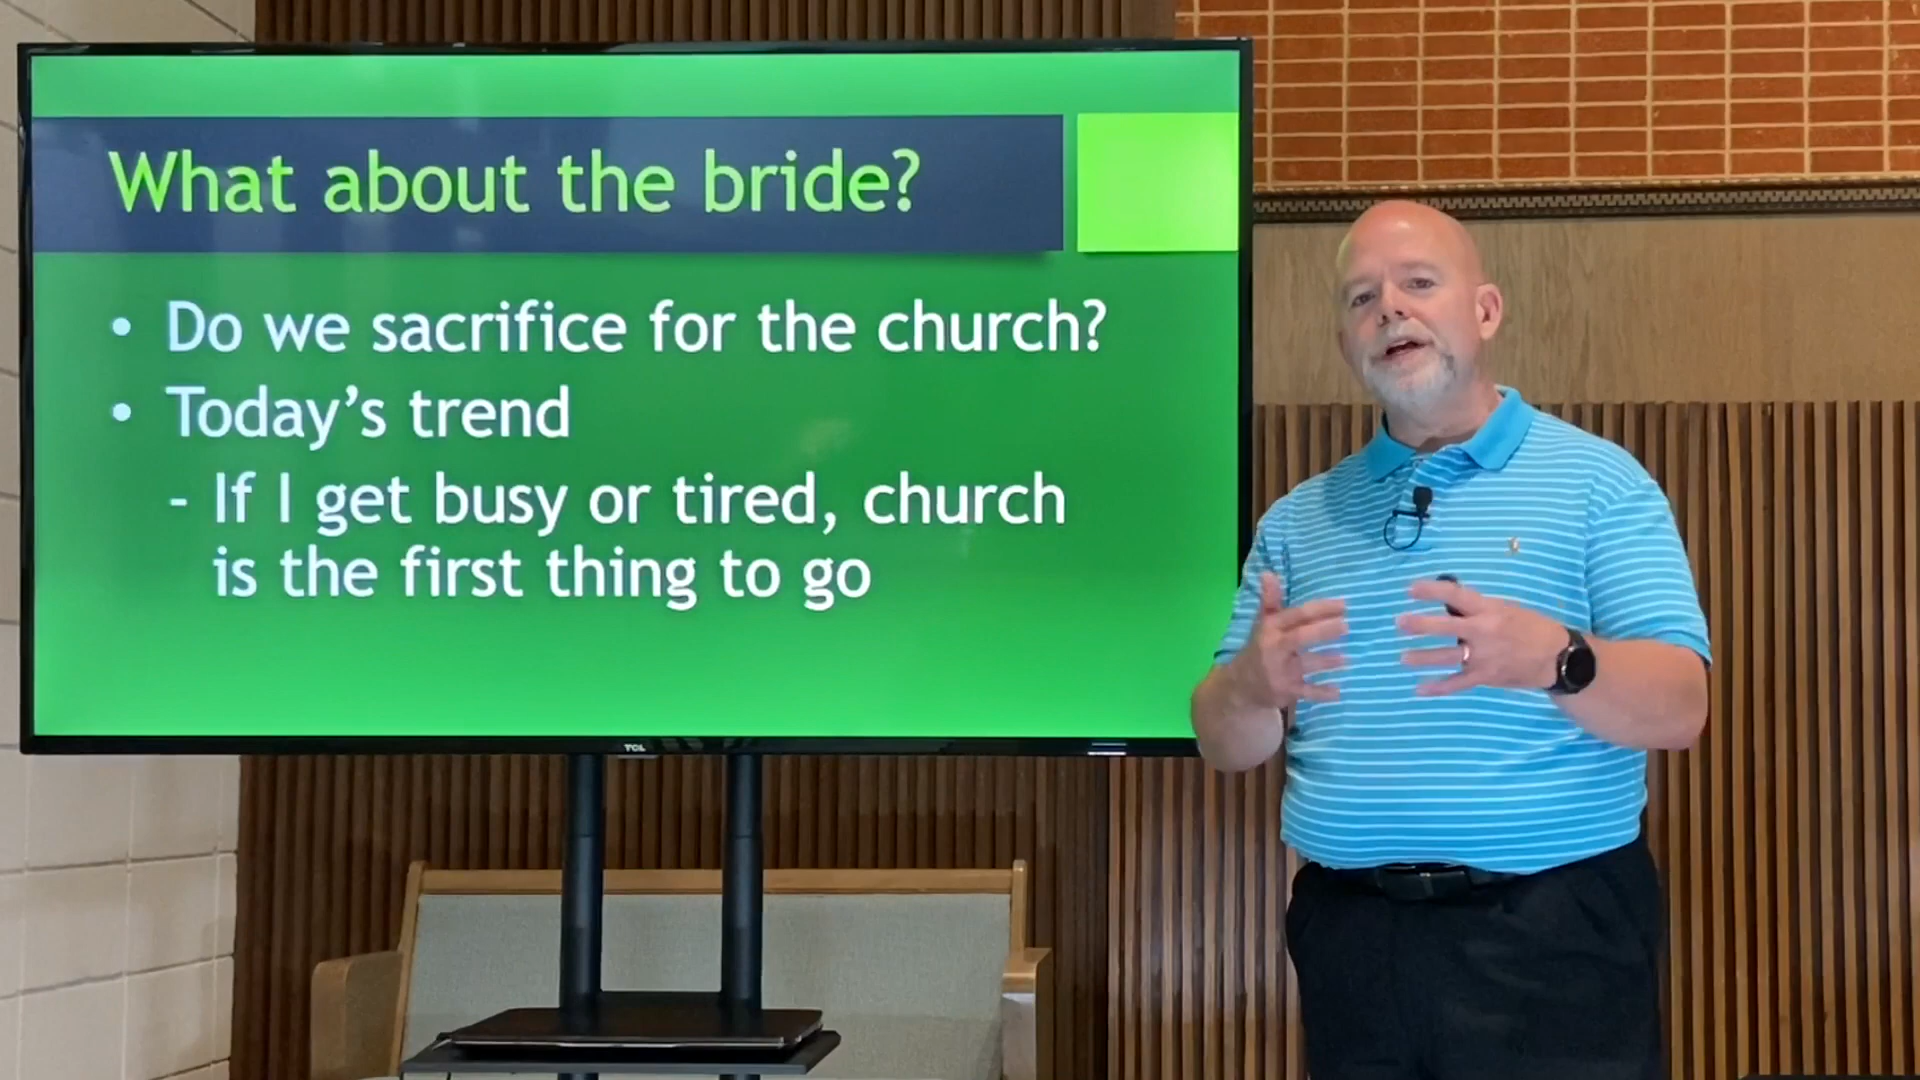 What about the bride?
• Do we sacrifice for the church?
• Today's trend
- If I get busy or tired, church
is the first thing to go
TCL